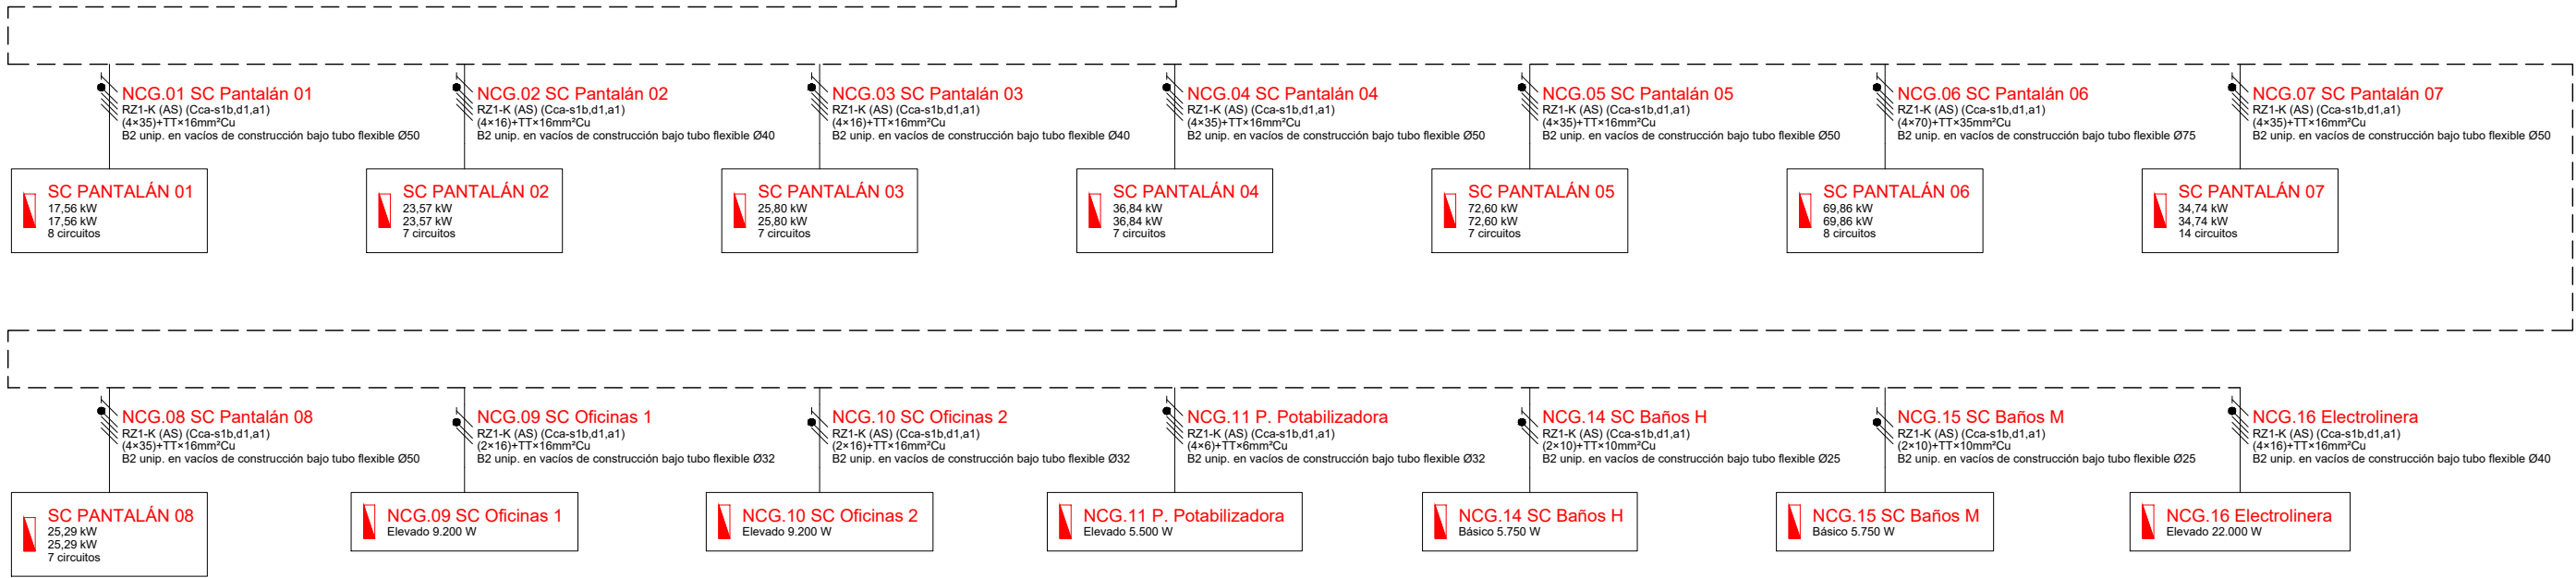 NCG.01 SC Pantalán 01
RZ1-K (AS) (Cca-s1b,d1,a1)
(4×35)+TT×16mm²Cu
B2 unip. en vacíos de construcción bajo tubo flexible Ø50
NCG.02 SC Pantalán 02
RZ1-K (AS) (Cca-s1b,d1,a1)
(4×16)+TT×16mm²Cu
B2 unip. en vacíos de construcción bajo tubo flexible Ø40
NCG.03 SC Pantalán 03
RZ1-K (AS) (Cca-s1b,d1,a1)
(4×16)+TT×16mm²Cu
B2 unip. en vacíos de construcción bajo tubo flexible Ø40
NCG.04 SC Pantalán 04
RZ1-K (AS) (Cca-s1b,d1,a1)
(4×35)+TT×16mm²Cu
B2 unip. en vacíos de construcción bajo tubo flexible Ø50
NCG.05 SC Pantalán 05
RZ1-K (AS) (Cca-s1b,d1,a1)
(4×35)+TT×16mm²Cu
B2 unip. en vacíos de construcción bajo tubo flexible Ø50
NCG.06 SC Pantalán 06
RZ1-K (AS) (Cca-s1b,d1,a1)
(4×70)+TT×35mm²Cu
B2 unip. en vacíos de construcción bajo tubo flexible Ø75
NCG.07 SC Pantalán 07
RZ1-K (AS) (Cca-s1b,d1,a1)
(4×35)+TT×16mm²Cu
B2 unip. en vacíos de construcción bajo tubo flexible Ø50
SC PANTALÁN 01
17,56 kW
17,56 kW
8 circuitos
SC PANTALÁN 02
23,57 kW
23,57 kW
7 circuitos
SC PANTALÁN 03
25,80 kW
25,80 kW
7 circuitos
SC PANTALÁN 04
36,84 kW
36,84 kW
7 circuitos
SC PANTALÁN 05
72,60 kW
72,60 kW
7 circuitos
SC PANTALÁN 06
69,86 kW
69,86 kW
8 circuitos
SC PANTALÁN 07
34,74 kW
34,74 kW
14 circuitos
NCG.08 SC Pantalán 08
RZ1-K (AS) (Cca-s1b,d1,a1)
(4×35)+TT×16mm²Cu
B2 unip. en vacíos de construcción bajo tubo flexible Ø50
NCG.09 SC Oficinas 1
RZ1-K (AS) (Cca-s1b,d1,a1)
(2×16)+TT×16mm²Cu
B2 unip. en vacíos de construcción bajo tubo flexible Ø32
NCG.10 SC Oficinas 2
RZ1-K (AS) (Cca-s1b,d1,a1)
(2×16)+TT×16mm²Cu
B2 unip. en vacíos de construcción bajo tubo flexible Ø32
NCG.11 P. Potabilizadora
RZ1-K (AS) (Cca-s1b,d1,a1)
(4×6)+TT×6mm²Cu
B2 unip. en vacíos de construcción bajo tubo flexible Ø32
NCG.14 SC Baños H
RZ1-K (AS) (Cca-s1b,d1,a1)
(2×10)+TT×10mm²Cu
B2 unip. en vacíos de construcción bajo tubo flexible Ø25
NCG.15 SC Baños M
RZ1-K (AS) (Cca-s1b,d1,a1)
(2×10)+TT×10mm²Cu
B2 unip. en vacíos de construcción bajo tubo flexible Ø25
NCG.16 Electrolinera
RZ1-K (AS) (Cca-s1b,d1,a1)
(4×16)+TT×16mm²Cu
B2 unip. en vacíos de construcción bajo tubo flexible Ø40
SC PANTALÁN 08
25,29 kW
25,29 kW
7 circuitos
NCG.09 SC Oficinas 1
Elevado 9.200 W
NCG.10 SC Oficinas 2
Elevado 9.200 W
NCG.11 P. Potabilizadora
Elevado 5.500 W
NCG.14 SC Baños H
Básico 5.750 W
NCG.15 SC Baños M
Básico 5.750 W
NCG.16 Electrolinera
Elevado 22.000 W